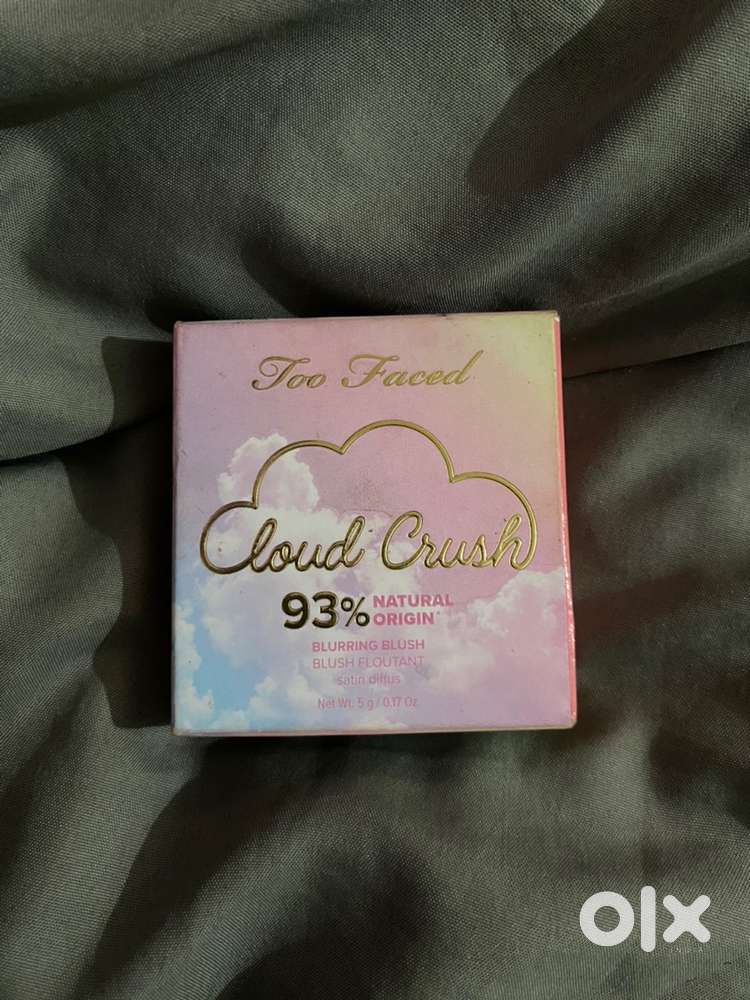 Too Faced
Cloud Crush
93% NATURAL
ORIGIN*
BLURRING BLUSH
BLUSH FLOUTANT
satin diffus
Net Wt. 5 g / 0.17 Oz
olx
INDIA